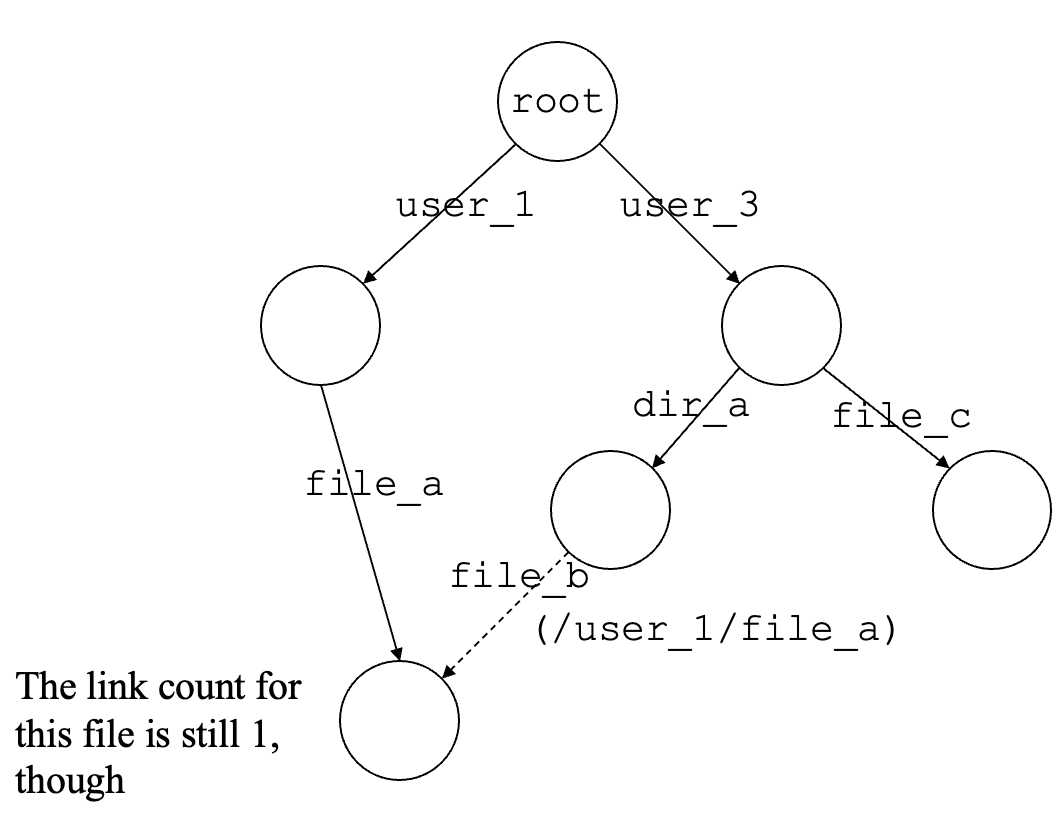 root
user_1
user_3
dir_a
file_c
file_a
file_b
(/user_1/file_a)
The link count for
this file is still 1,
though